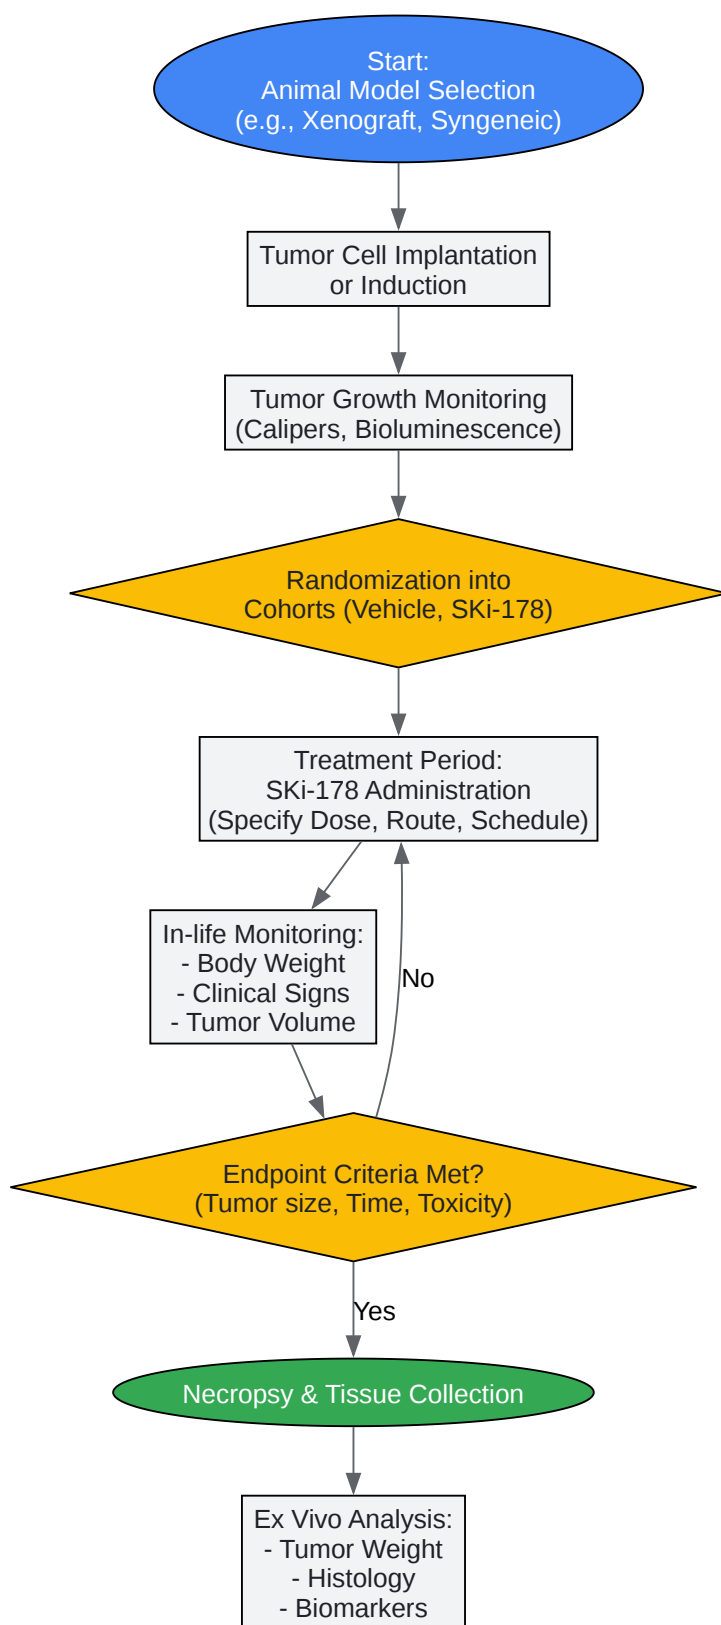 Start:
Animal Model Selection
(e.g., Xenograft, Syngeneic)
Tumor Cell Implantation
or Induction
Tumor Growth Monitoring
(Calipers, Bioluminescence)
Randomization into
Cohorts (Vehicle, SKi-178)
Treatment Period:
SKi-178 Administration
(Specify Dose, Route, Schedule)
In-life Monitoring:
- Body Weight
- Clinical Signs
- Tumor Volume
No
Endpoint Criteria Met?
(Tumor size, Time, Toxicity)
Yes
Necropsy & Tissue Collection
Ex Vivo Analysis:
- Tumor Weight
- Histology
- Biomarkers